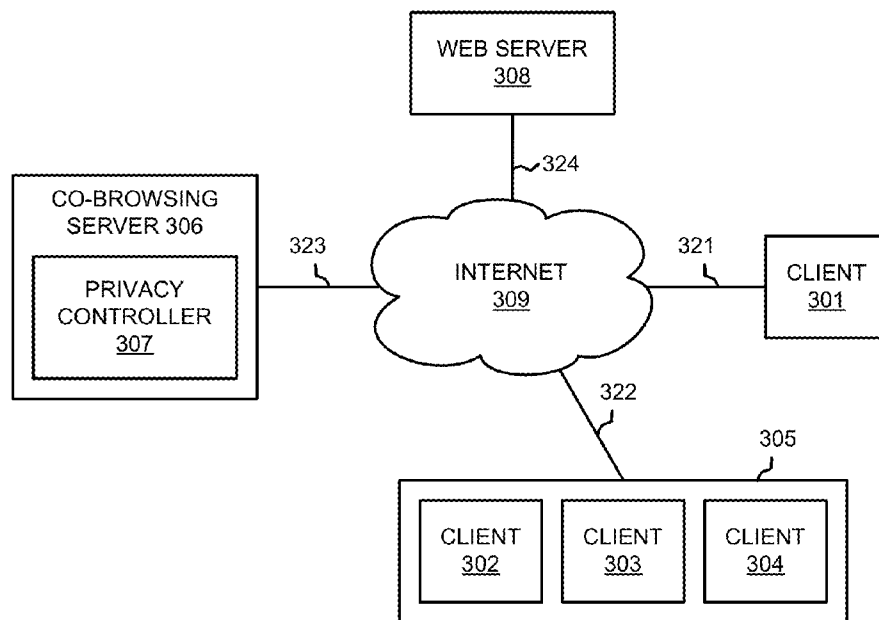 WEB SERVER
308
324
CO-BROWSING
SERVER 306
323
PRIVACY
CONTROLLER
307
INTERNET
309
321
CLIENT
301
322
305
CLIENT
302
CLIENT
303
CLIENT
304